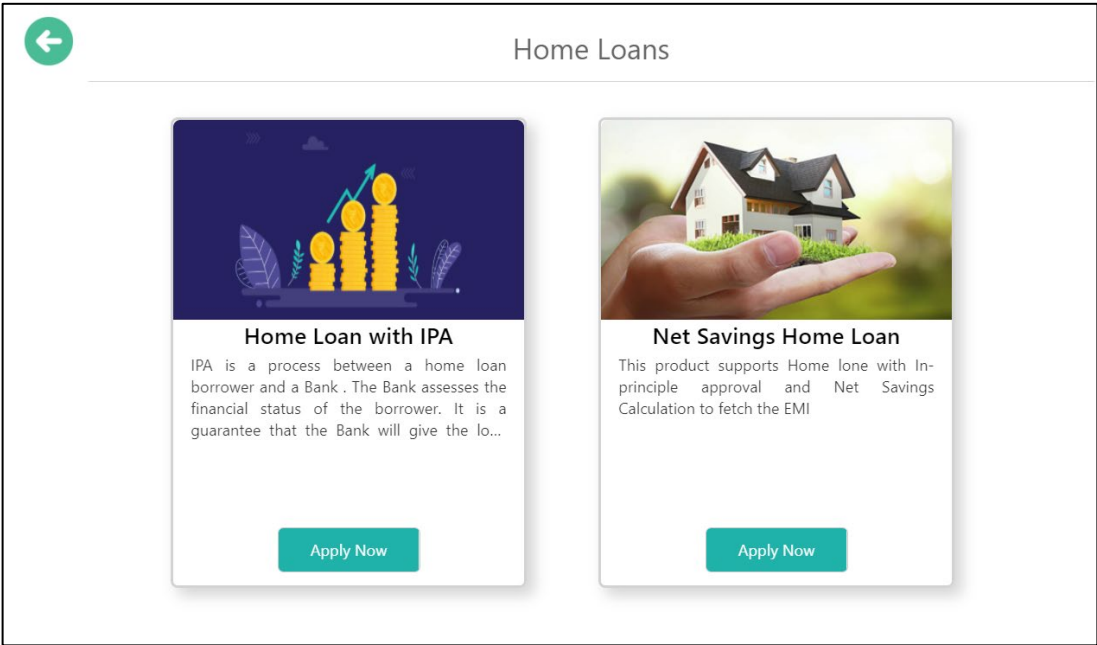 Home Loans
Home Loan with IPA
IPA is a process between a home loan
borrower and a Bank . The Bank assesses the
financial status of the borrower. It is a
guarantee that the Bank will give the lo...
Apply Now
Net Savings Home Loan
This product supports Home lone with In-
principle approval and Net Savings
Calculation to fetch the EMI
Apply Now